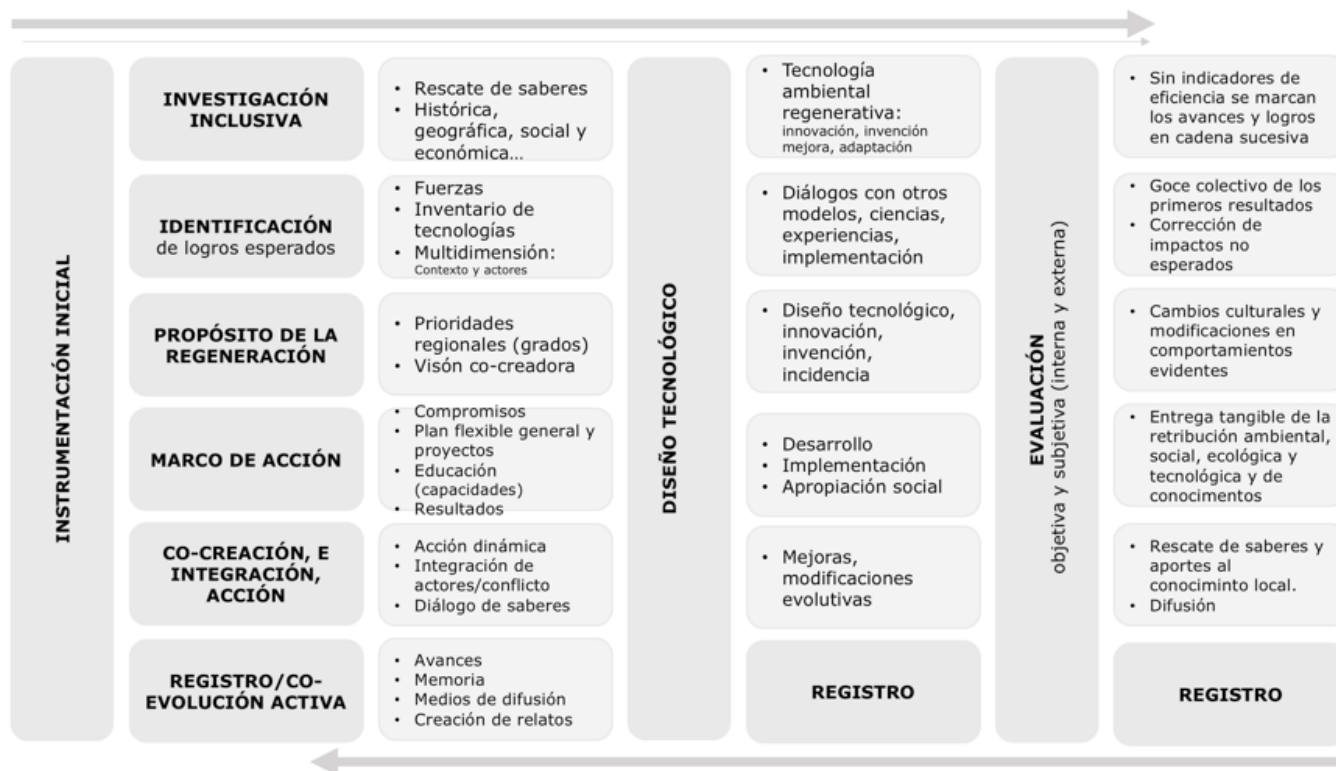 INSTRUMENTACIÓN INICIAL
INVESTIGACIÓN
INCLUSIVA
• Rescate de saberes
• Histórica,
geográfica, social y
económica...
IDENTIFICACIÓN
de logros esperados
• Fuerzas
• Inventario de
tecnologías
• Multidimensión:
Contexto y actores
PROPÓSITO DE LA
REGENERACIÓN
• Prioridades
regionales (grados)
• Visón co-creadora
MARCO DE ACCIÓN
• Compromisos
• Plan flexible general y
proyectos
• Educación
(capacidades)
• Resultados
CO-CREACIÓN, E
INTEGRACIÓN,
ACCIÓN
• Acción dinámica
• Integración de
actores/conflicto
• Diálogo de saberes
REGISTRO/CO-
EVOLUCIÓN ACTIVA
• Avances
• Memoria
• Medios de difusión
• Creación de relatos
DISEÑO TECNOLÓGICO
• Tecnología
ambiental
regenerativa:
innovación, invención
mejora, adaptación
• Diálogos con otros
modelos, ciencias,
experiencias,
implementación
• Diseño tecnológico,
innovación,
invención,
incidencia
• Desarrollo
• Implementación
• Apropiación social
• Mejoras,
modificaciones
evolutivas
REGISTRO
EVALUACIÓN
objetiva y subjetiva (interna y externa)
• Sin indicadores de
eficiencia se marcan
los avances y logros
en cadena sucesiva
• Goce colectivo de los
primeros resultados
• Corrección de
impactos no
esperados
• Cambios culturales y
modificaciones en
comportamientos
evidentes
• Entrega tangible de la
retribución ambiental,
social, ecológica y
tecnológica y de
conocimientos
• Rescate de saberes y
aportes al
conocminto local.
• Difusión
REGISTRO